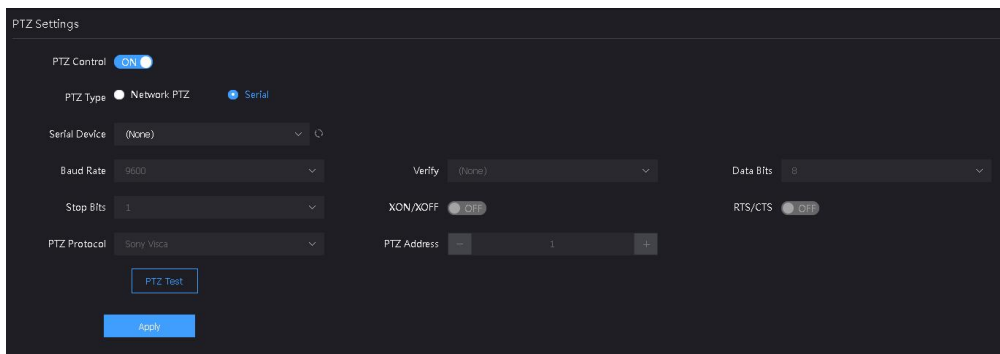 PTZ Settings
PTZ Control ON
PTZ Type Network PTZ Serial
Serial Device (None)
Baud Rate 9600 Verify (None) Data Bits 8
Stop Bits 1 XON/XOFF OFF RTS/CTS OFF
PTZ Protocol Sony Visca PTZ Address − 1 +
PTZ Test
Apply